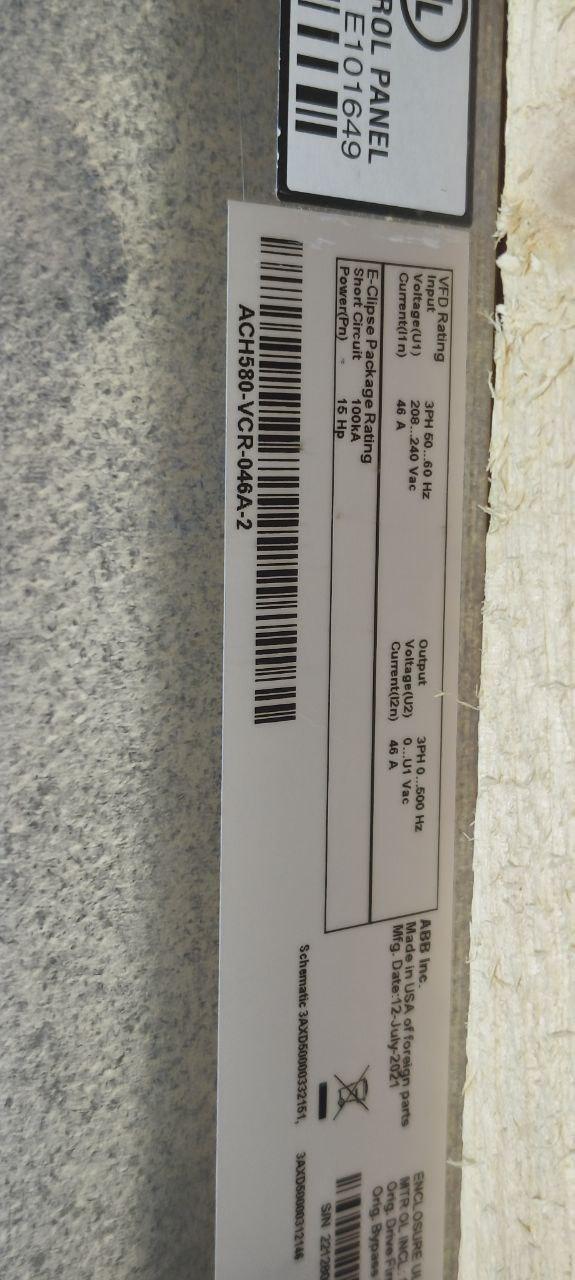 UL
ROL PANEL
E101649
VFD Rating
Input 3PH 50...60 Hz
Voltage(U1) 208...240 Vac
Current(I1n) 46 A
Output 3PH 0...500 Hz
Voltage(U2) 0...U1 Vac
Current(I2n) 46 A
E-Clipse Package Rating
Short Circuit 100kA
Power(Pn) 15 Hp
ACH580-VCR-046A-2
ABB Inc.
Made in USA of foreign parts
Mfg. Date:12-July-2021
Schematic 3AXD50000332151, 3AXD50000312146
ENCLOSURE
MTR OL INCL
Orig. Drive
Orig. Bypass
S/N